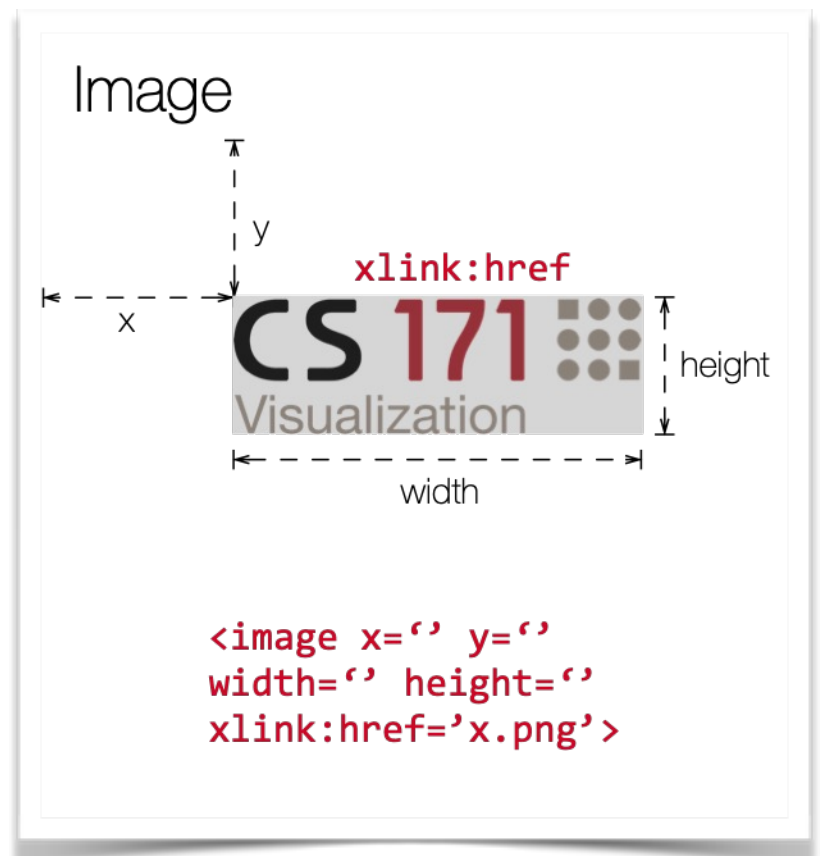 Image
y
xlink:href
x
CS 171
height
Visualization
width
<image x=‘’ y=‘’
width=‘’ height=‘’
xlink:href=’x.png’>